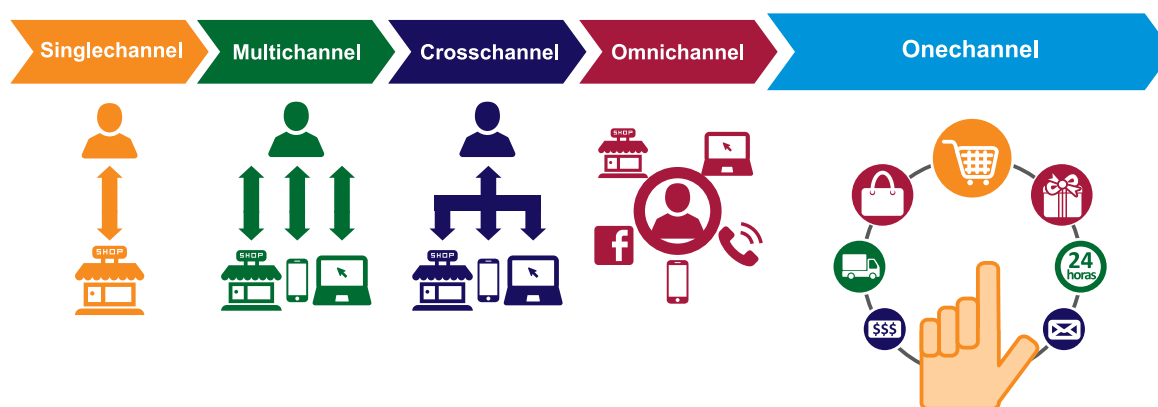 Singlechannel
Multichannel
Crosschannel
Omnichannel
Onechannel
SHOP
SHOP
SHOP
SHOP
f
24
horas
$$$